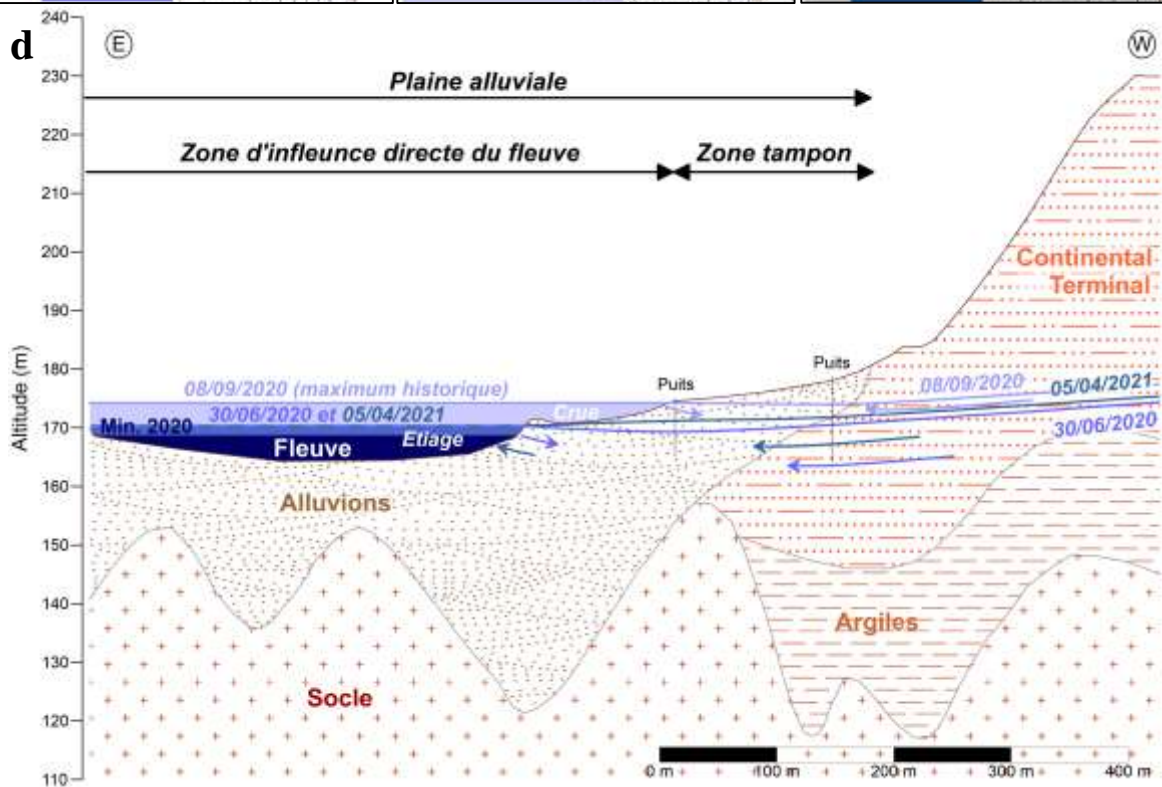 d
E
W
240
230
220
210
200
190
180
170
160
150
140
130
120
110
Altitude (m)
Plaine alluviale
Zone d'infleunce directe du fleuve
Zone tampon
Continental
Terminal
Puits
Puits
08/09/2020 (maximum historique)
08/09/2020
05/04/2021
30/06/2020 et 05/04/2021
Crue
30/06/2020
Min. 2020
Etiage
Fleuve
Alluvions
Argiles
Socle
0 m
100 m
200 m
300 m
400 m